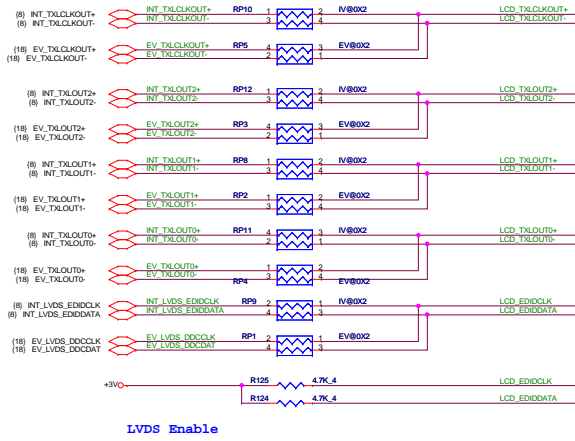 (8) INT_TXLCLKOUT+ INT_TXLCLKOUT+ RP10 1 2 IV@0X2 LCD_TXLCLKOUT+
(8) INT_TXLCLKOUT- INT_TXLCLKOUT- 3 4 LCD_TXLCLKOUT-
(18) EV_TXLCLKOUT+ EV_TXLCLKOUT+ RP5 4 3 EV@0X2
(18) EV_TXLCLKOUT- EV_TXLCLKOUT- 2 1
(8) INT_TXLOUT2+ INT_TXLOUT2+ RP12 1 2 IV@0X2 LCD_TXLOUT2+
(8) INT_TXLOUT2- INT_TXLOUT2- 3 4 LCD_TXLOUT2-
(18) EV_TXLOUT2+ EV_TXLOUT2+ RP3 4 3 EV@0X2
(18) EV_TXLOUT2- EV_TXLOUT2- 2 1
(8) INT_TXLOUT1+ INT_TXLOUT1+ RP8 1 2 IV@0X2 LCD_TXLOUT1+
(8) INT_TXLOUT1- INT_TXLOUT1- 3 4 LCD_TXLOUT1-
(18) EV_TXLOUT1+ EV_TXLOUT1+ RP2 1 2 EV@0X2
(18) EV_TXLOUT1- EV_TXLOUT1- 3 4
(8) INT_TXLOUT0+ INT_TXLOUT0+ RP11 4 3 IV@0X2 LCD_TXLOUT0+
(8) INT_TXLOUT0- INT_TXLOUT0- 2 1 LCD_TXLOUT0-
(18) EV_TXLOUT0+ EV_TXLOUT0+ 1 2
(18) EV_TXLOUT0- EV_TXLOUT0- 3 4
RP4 EV@0X2
(8) INT_LVDS_EDIDCLK INT_LVDS_EDIDCLK RP9 2 1 IV@0X2 LCD_EDIDCLK
(8) INT_LVDS_EDIDDATA INT_LVDS_EDIDDATA 4 3 LCD_EDIDDATA
(18) EV_LVDS_DDCCLK EV_LVDS_DDCCLK RP1 2 1 EV@0X2
(18) EV_LVDS_DDCDAT EV_LVDS_DDCDAT 4 3
+3V R125 4.7K_4 LCD_EDIDCLK
R124 4.7K_4 LCD_EDIDDATA
LVDS Enable